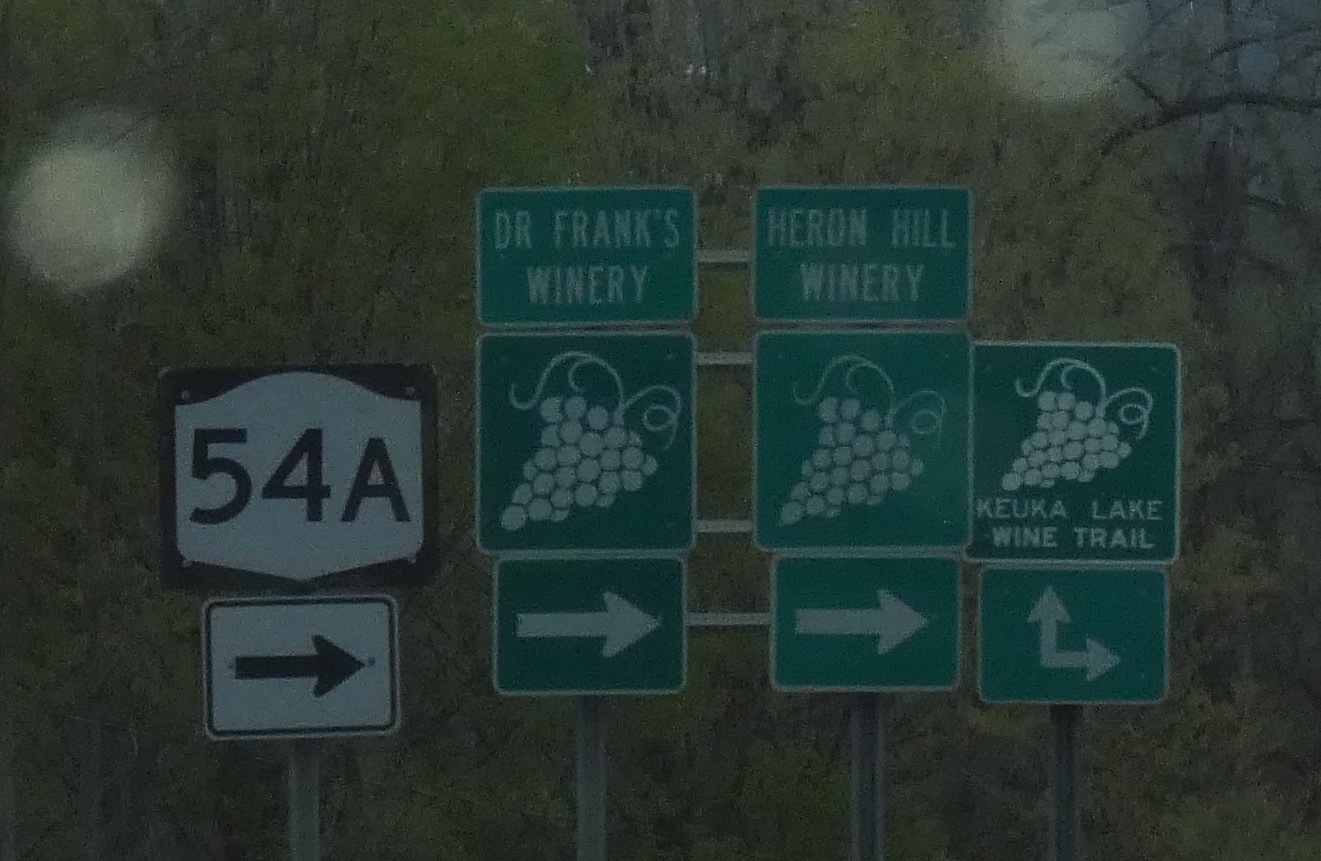 54A
DR FRANK'S
WINERY
HERON HILL
WINERY
KEUKA LAKE
WINE TRAIL